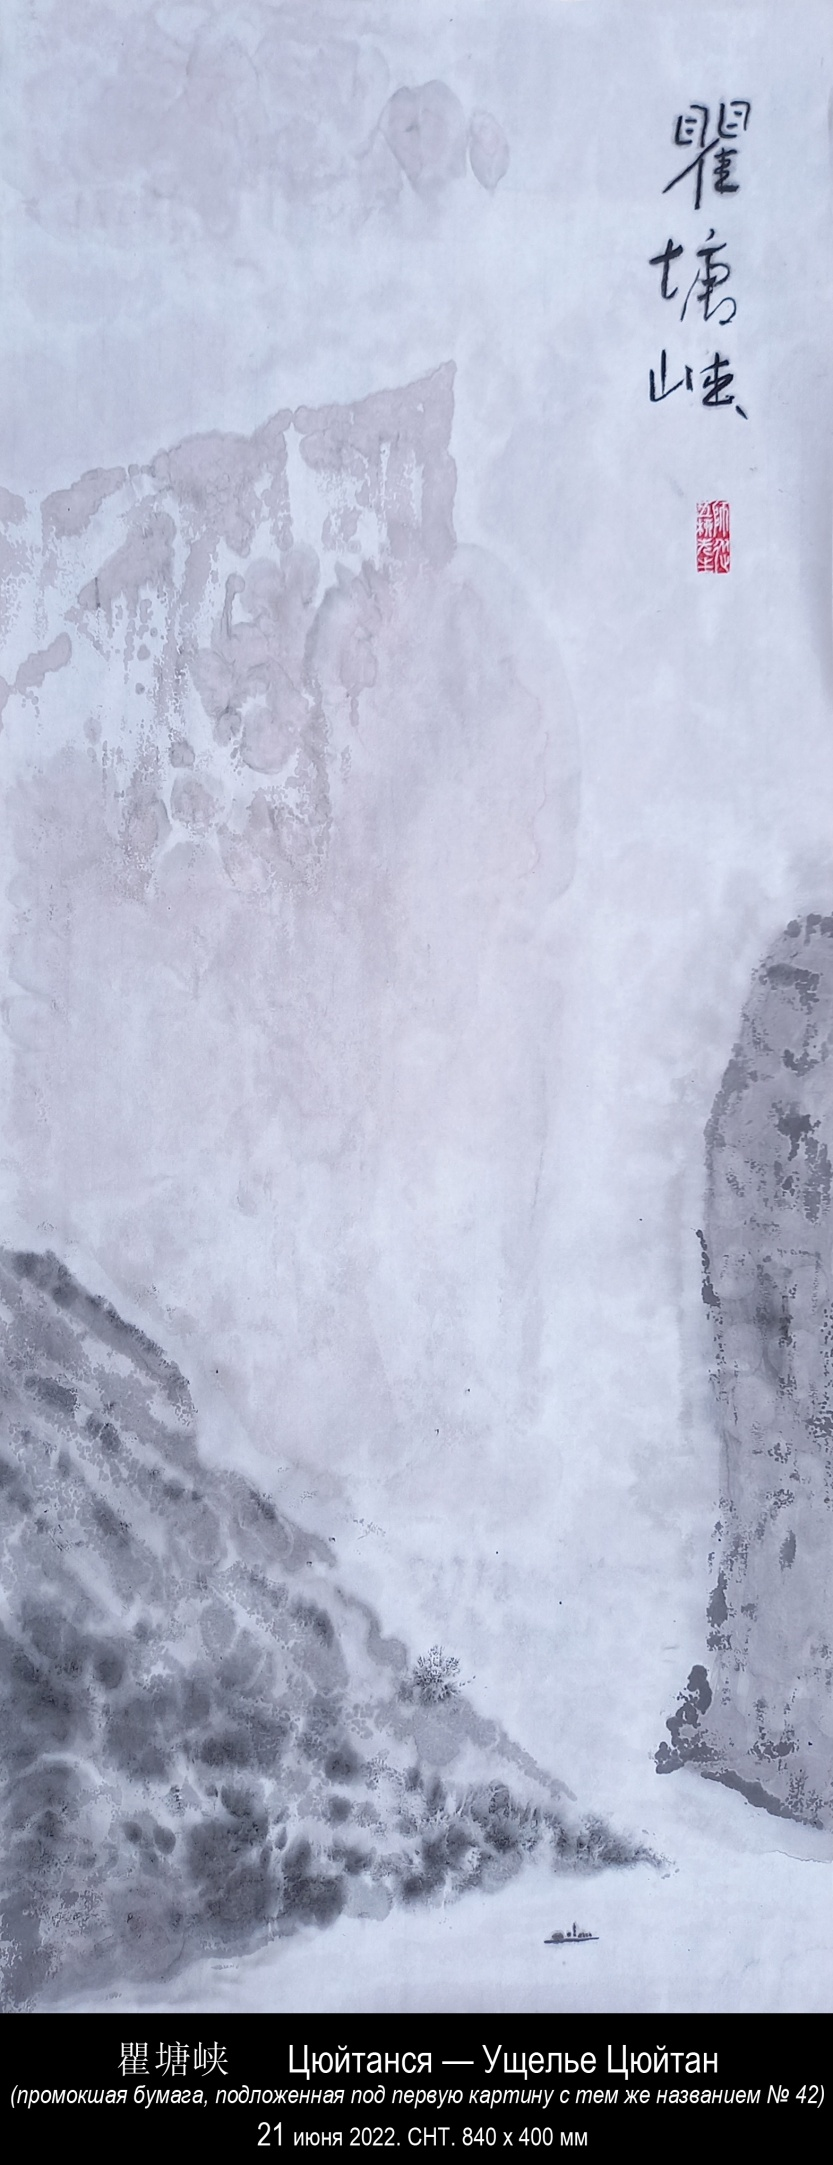 瞿塘峡
瞿塘峡 Цюйтанся — Ущелье Цюйтан
(промокшая бумага, подложенная под первую картину с тем же названием № 42)
21 июня 2022. СНТ. 840 x 400 мм